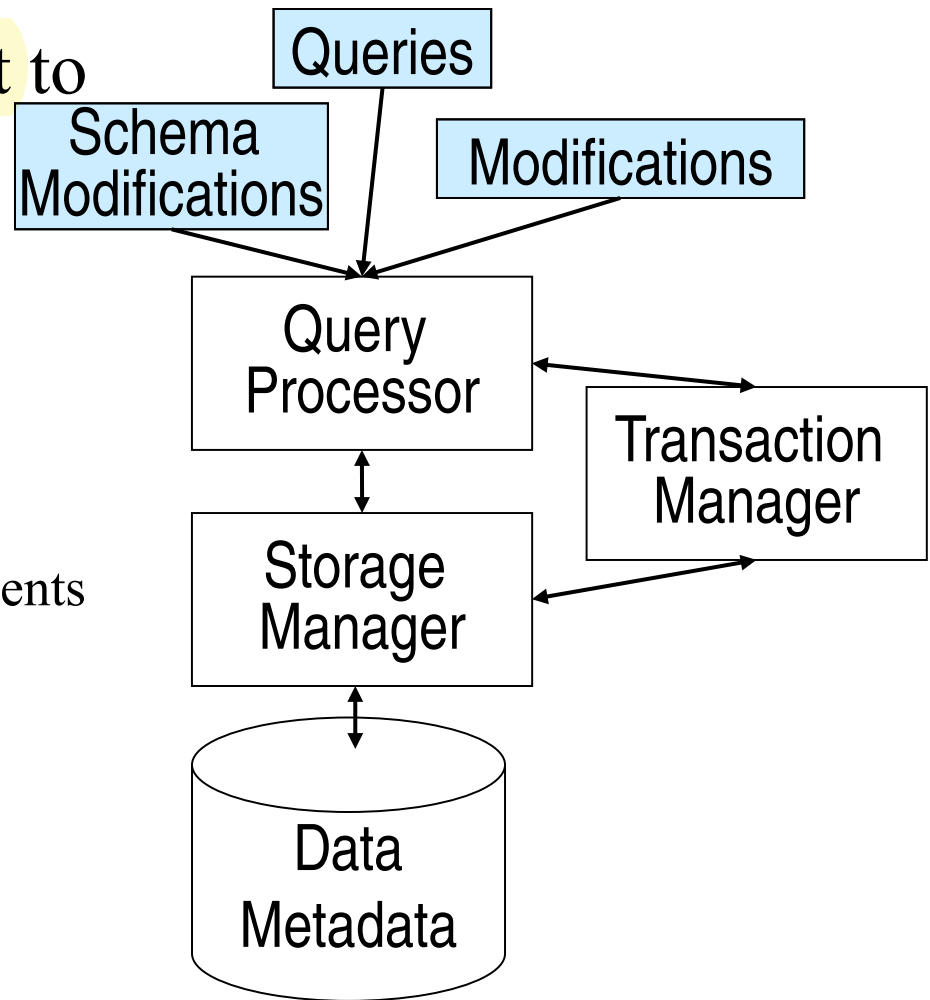 Queries
t to
Schema
Modifications
Modifications
Query
Processor
Transaction
Manager
Storage
Manager
ents
Data
Metadata